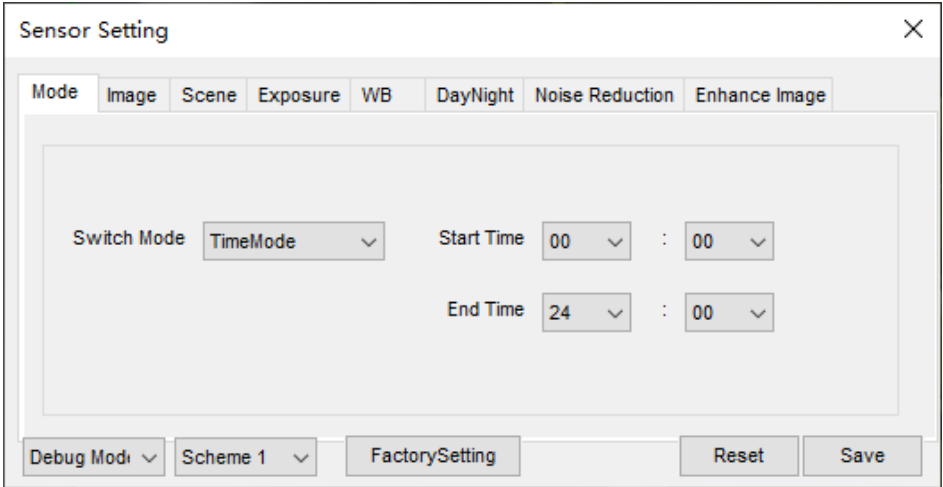 Sensor Setting
Mode Image Scene Exposure WB DayNight Noise Reduction Enhance Image
Switch Mode TimeMode Start Time 00 : 00
End Time 24 : 00
Debug Mod Scheme 1 FactorySetting Reset Save